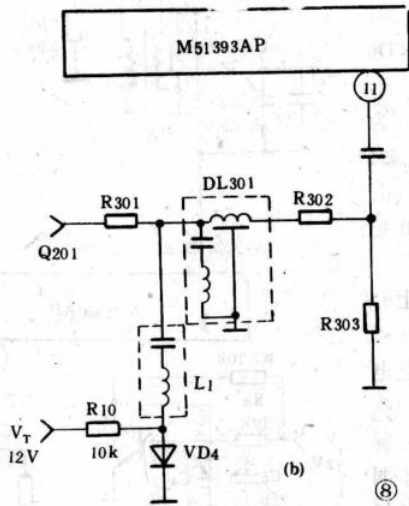 M51393AP
11
DL301
R301
R302
Q201
R303
L1
R10
VT
12V
10k
VD4
(b)
⑧